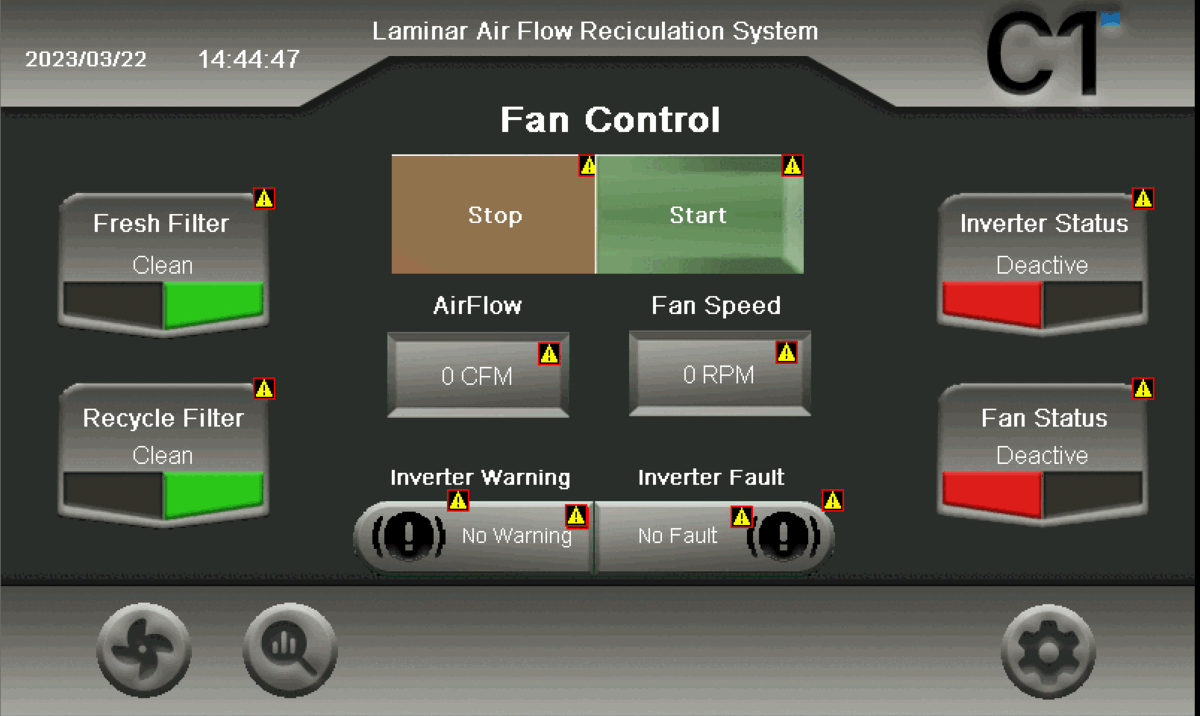 Laminar Air Flow Reciculation System
2023/03/22
14:44:47
C1
Fan Control
Stop
Start
Fresh Filter
Clean
Inverter Status
Deactive
AirFlow
Fan Speed
0 CFM
0 RPM
Recycle Filter
Clean
Fan Status
Deactive
Inverter Warning
Inverter Fault
No Warning
No Fault